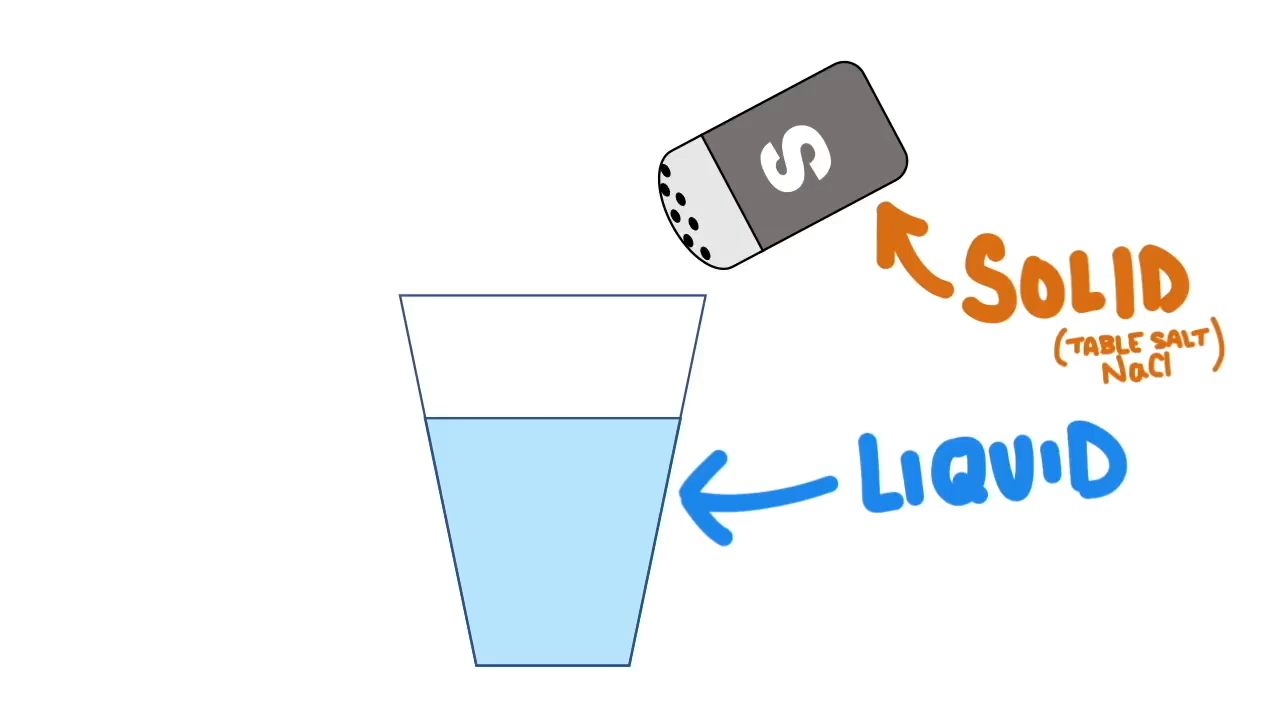 S
SOLID
(TABLE SALT)
NaCl
LIQUID